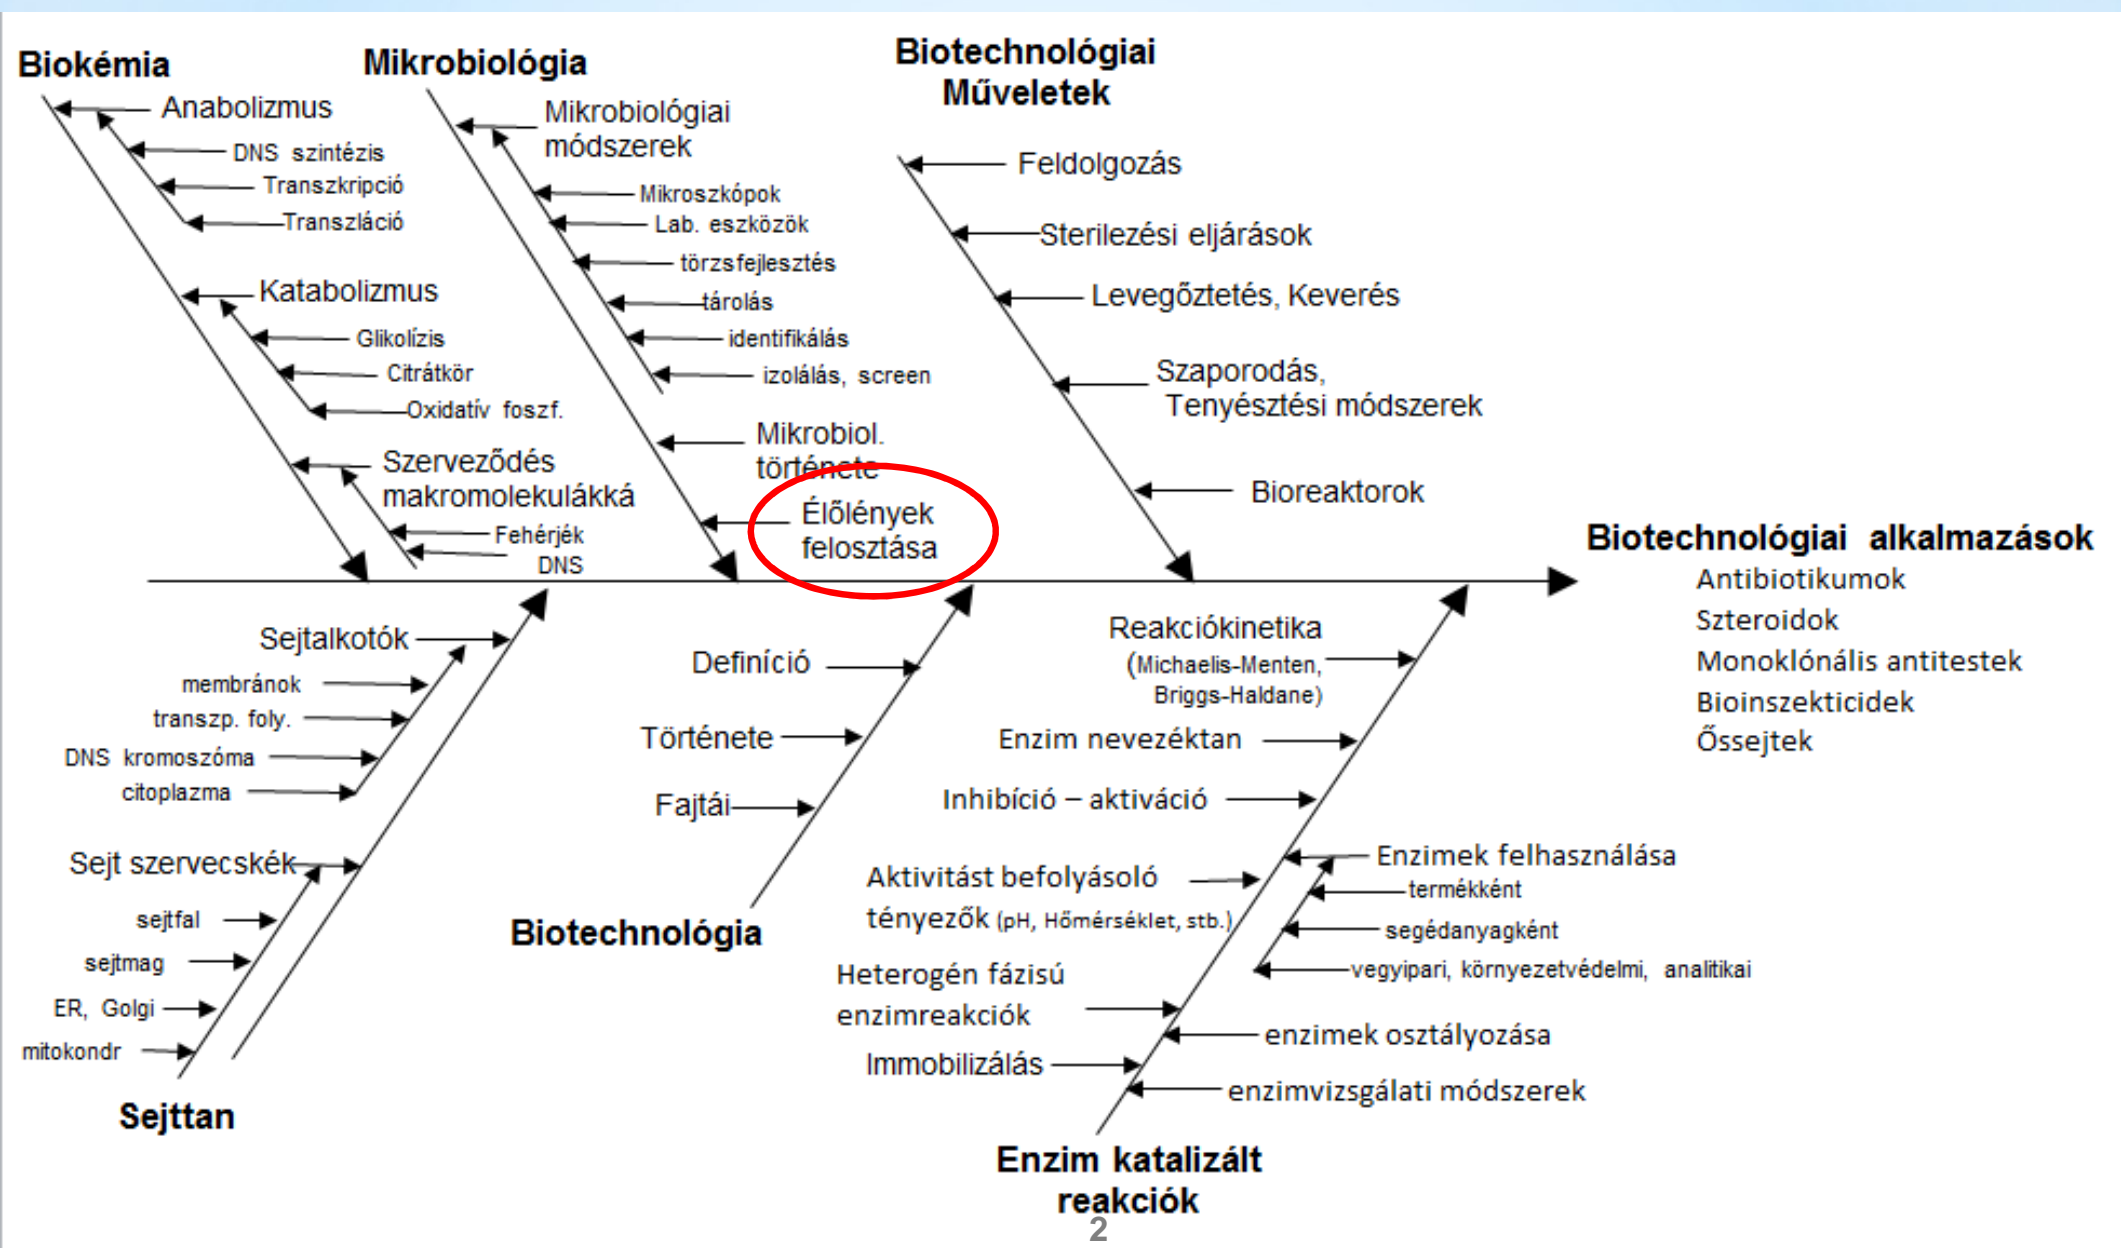 Biokémia
Anabolizmus
DNS szintézis
Transzkripció
Transzláció
Katabolizmus
Glikolízis
Citrátkör
Oxidatív foszf.
Szerveződés
makromolekulákká
Fehérjék
DNS
Mikrobiológia
Mikrobiológiai
módszerek
Mikroszkópok
Lab. eszközök
törzsfejlesztés
tárolás
identifikálás
izolálás, screen
Mikrobiol.
története
Élőlények
felosztása
Biotechnológiai
Műveletek
Feldolgozás
Sterilezési eljárások
Levegőztetés, Keverés
Szaporodás,
Tenyésztési módszerek
Bioreaktorok
Biotechnológiai alkalmazások
Antibiotikumok
Szteroidok
Monoklónális antitestek
Bioinszekticidek
Őssejtek
Sejtalkotók
membránok
transzp. foly.
DNS kromoszóma
citoplazma
Sejt szervecskék
sejtfal
sejtmag
ER, Golgi
mitokondr
Sejttan
Definíció
Története
Fajtái
Biotechnológia
Reakciókinetika
(Michaelis-Menten,
Briggs-Haldane)
Enzim nevezéktan
Inhibíció – aktiváció
Aktivitást befolyásoló
tényezők (pH, Hőmérséklet, stb.)
Heterogén fázisú
enzimreakciók
Immobilizálás
Enzimek felhasználása
termékként
segédanyagként
vegyipari, környezetvédelmi, analitikai
enzimek osztályozása
enzimvizsgálati módszerek
Enzim katalizált
reakciók
2